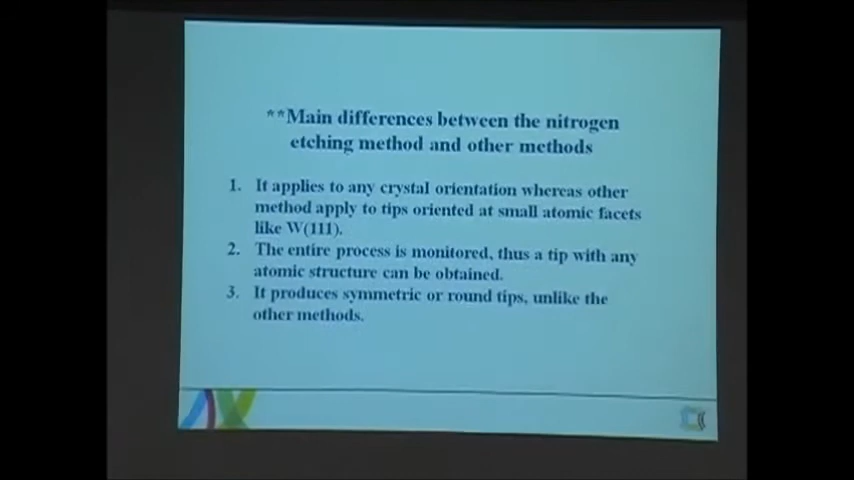 **Main differences between the nitrogen
etching method and other methods
1. It applies to any crystal orientation whereas other
method apply to tips oriented at small atomic facets
like W(111).
2. The entire process is monitored, thus a tip with any
atomic structure can be obtained.
3. It produces symmetric or round tips, unlike the
other methods.